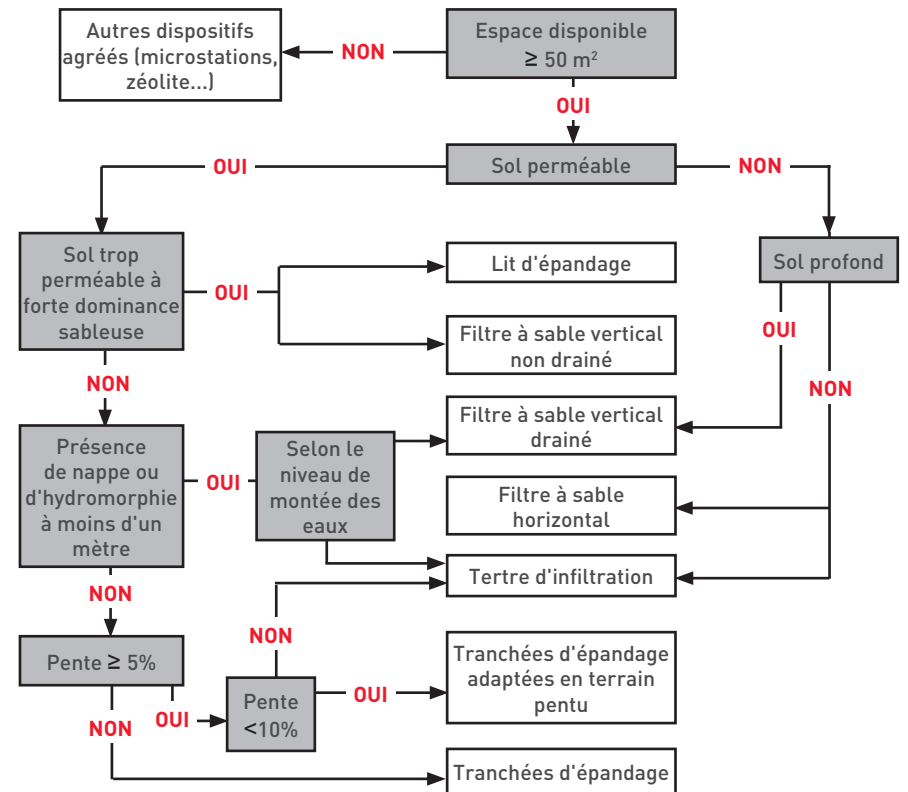 Autres dispositifs
agréés (microstations,
zéolite...)
NON
Espace disponible
≥ 50 m²
OUI
OUI
Sol perméable
NON
Sol trop
perméable à
forte dominance
sableuse
OUI
Lit d'épandage
Sol profond
Filtre à sable vertical
non drainé
OUI
NON
NON
Présence
de nappe ou
d'hydromorphie
à moins d'un
mètre
OUI
Selon le
niveau de
montée des
eaux
Filtre à sable vertical
drainé
Filtre à sable
horizontal
Tertre d'infiltration
NON
NON
Pente ≥ 5%
OUI
NON
Pente
<10%
OUI
Tranchées d'épandage
adaptées en terrain
pentu
Tranchées d'épandage